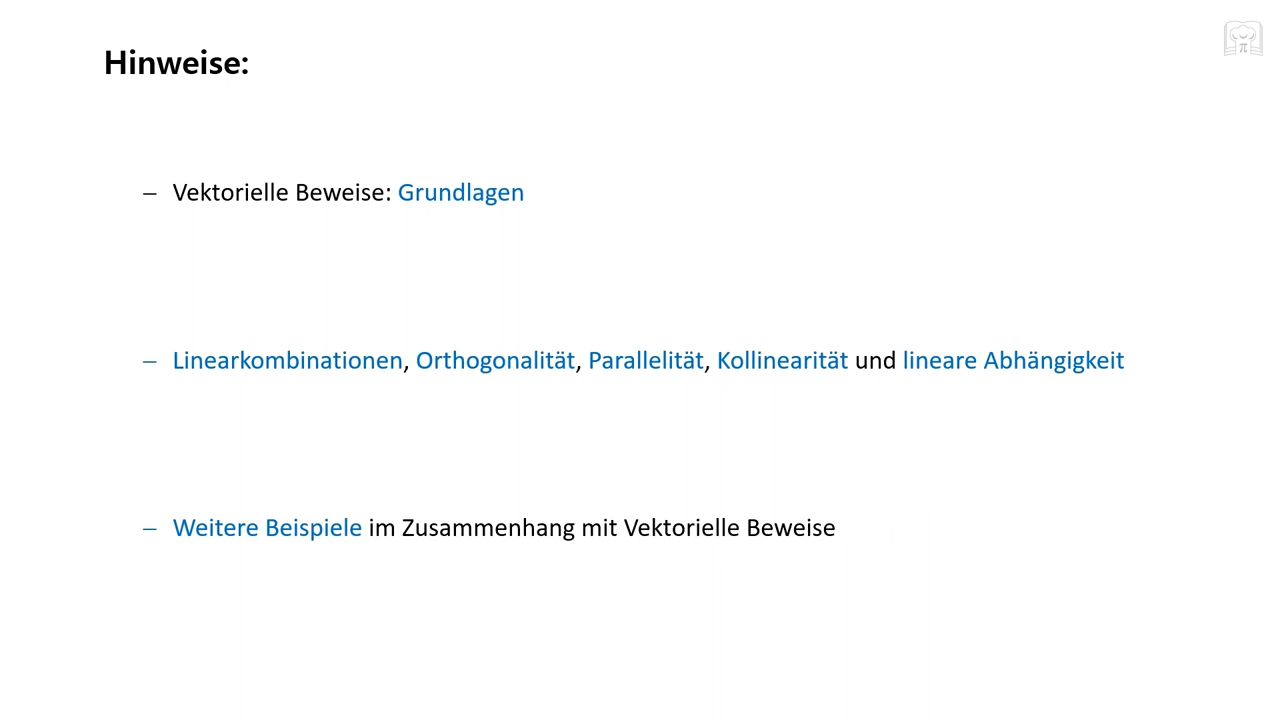 Hinweise:
– Vektorielle Beweise: Grundlagen
– Linearkombinationen, Orthogonalität, Parallelität, Kollinearität und lineare Abhängigkeit
– Weitere Beispiele im Zusammenhang mit Vektorielle Beweise
π